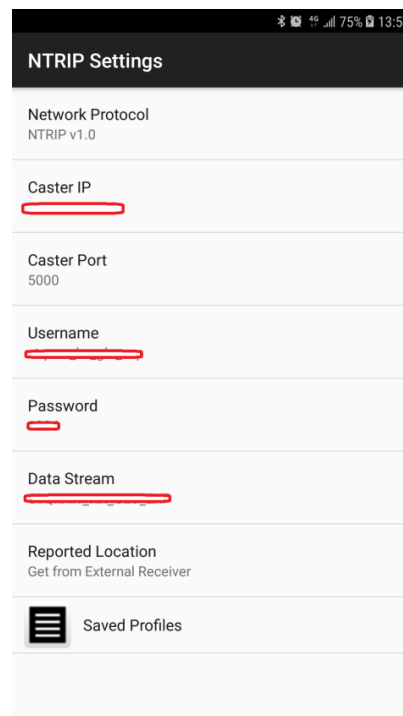 4G 75% 13:5
NTRIP Settings
Network Protocol
NTRIP v1.0
Caster IP
Caster Port
5000
Username
Password
Data Stream
Reported Location
Get from External Receiver
Saved Profiles